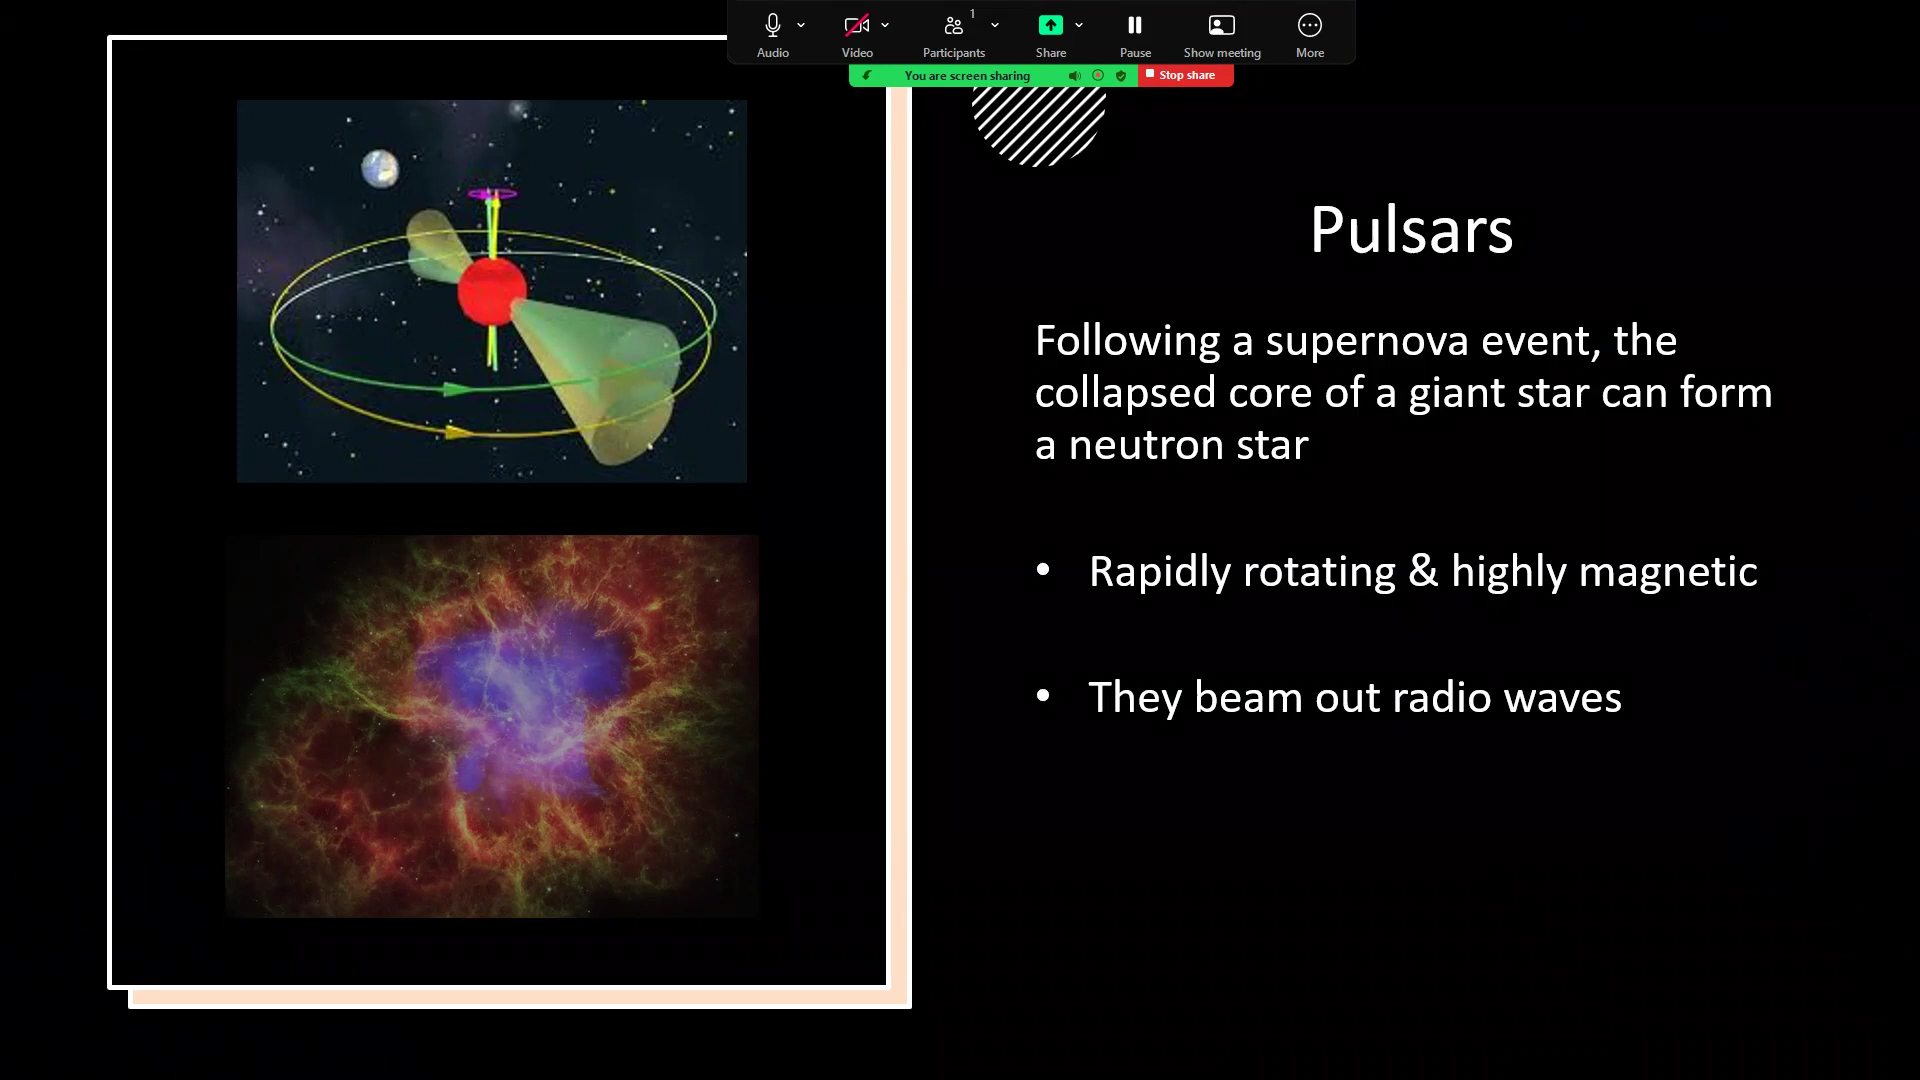 1
Audio
Video
Participants
Share
Pause
Show meeting
More
You are screen sharing
Stop share
Pulsars
Following a supernova event, the
collapsed core of a giant star can form
a neutron star
• Rapidly rotating & highly magnetic
• They beam out radio waves